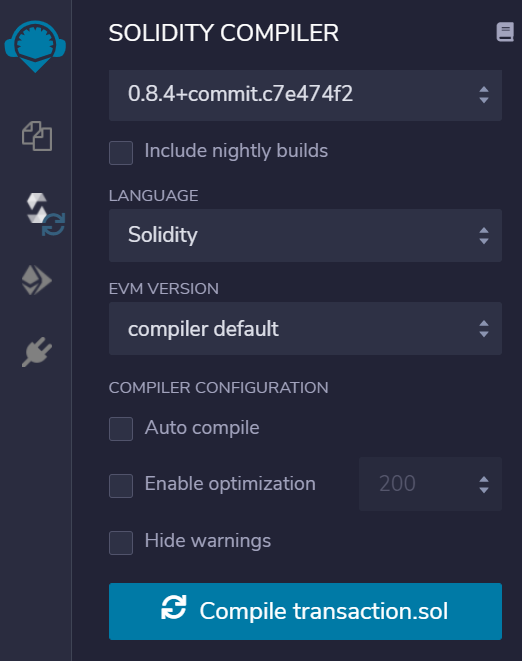 SOLIDITY COMPILER
0.8.4+commit.c7e474f2
Include nightly builds
LANGUAGE
Solidity
EVM VERSION
compiler default
COMPILER CONFIGURATION
Auto compile
Enable optimization 200
Hide warnings
Compile transaction.sol